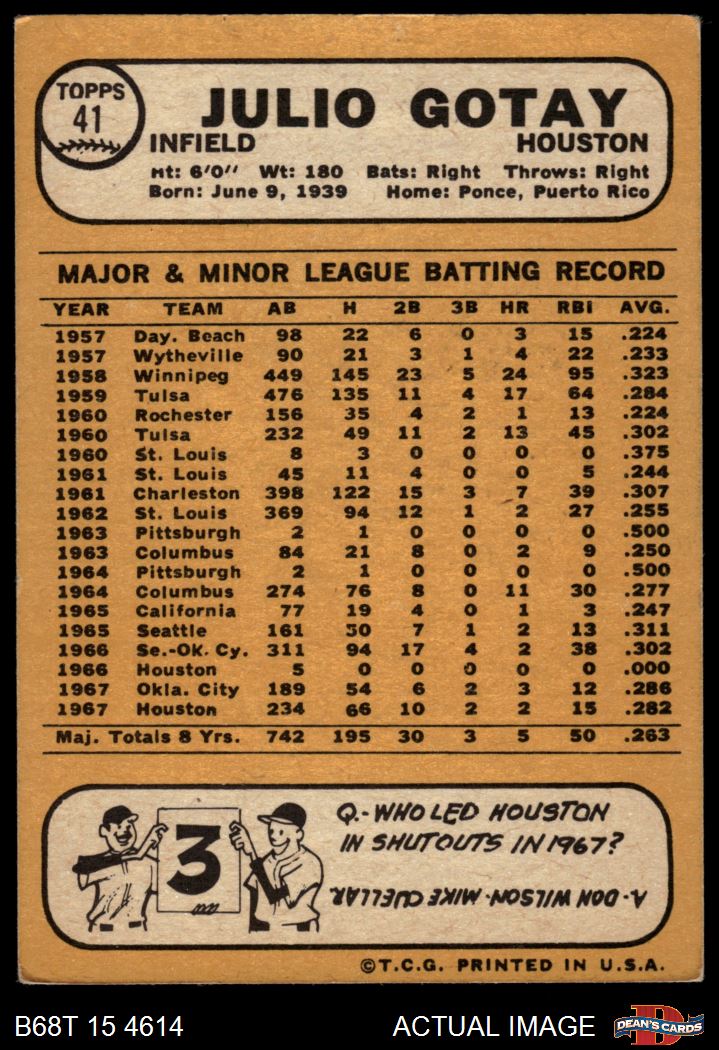 TOPPS
41
JULIO GOTAY
INFIELD HOUSTON
Ht: 6'0" Wt: 180 Bats: Right Throws: Right
Born: June 9, 1939 Home: Ponce, Puerto Rico
MAJOR & MINOR LEAGUE BATTING RECORD
YEAR TEAM AB H 2B 3B HR RBI AVG.
1957 Day. Beach 98 22 6 0 3 15 .224
1957 Wytheville 90 21 3 1 4 22 .233
1958 Winnipeg 449 145 23 5 24 95 .323
1959 Tulsa 476 135 11 4 17 64 .284
1960 Rochester 156 35 4 2 1 13 .224
1960 Tulsa 232 49 11 2 13 45 .302
1960 St. Louis 8 3 0 0 0 0 .375
1961 St. Louis 45 11 4 0 0 5 .244
1961 Charleston 398 122 15 3 7 39 .307
1962 St. Louis 369 94 12 1 2 27 .255
1963 Pittsburgh 2 1 0 0 0 0 .500
1963 Columbus 84 21 8 0 2 9 .250
1964 Pittsburgh 2 1 0 0 0 0 .500
1964 Columbus 274 76 8 0 11 30 .277
1965 California 77 19 4 0 1 3 .247
1965 Seattle 161 50 7 1 2 13 .311
1966 Se.-OK. Cy. 311 94 17 4 2 38 .302
1966 Houston 5 0 0 0 0 0 .000
1967 Okla. City 189 54 6 2 3 12 .286
1967 Houston 234 66 10 2 2 15 .282
Maj. Totals 8 Yrs. 742 195 30 3 5 50 .263
3
Q.-WHO LED HOUSTON
IN SHUTOUTS IN 1967?
A.-DON WILSON-MIKE CUELLAR
©T.C.G. PRINTED IN U.S.A.
B68T 15 4614 ACTUAL IMAGE D DEAN'S CARDS